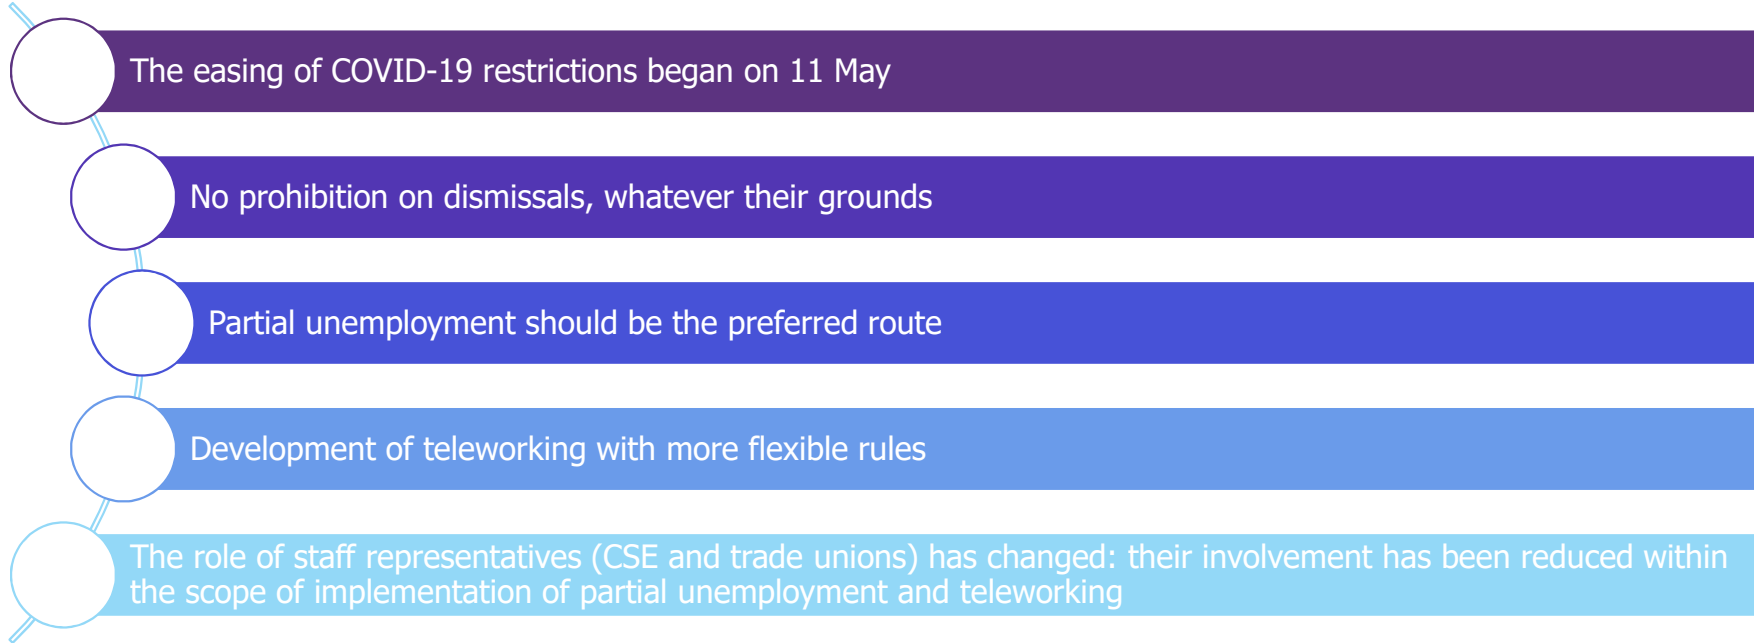 The easing of COVID-19 restrictions began on 11 May
No prohibition on dismissals, whatever their grounds
Partial unemployment should be the preferred route
Development of teleworking with more flexible rules
The role of staff representatives (CSE and trade unions) has changed: their involvement has been reduced within
the scope of implementation of partial unemployment and teleworking